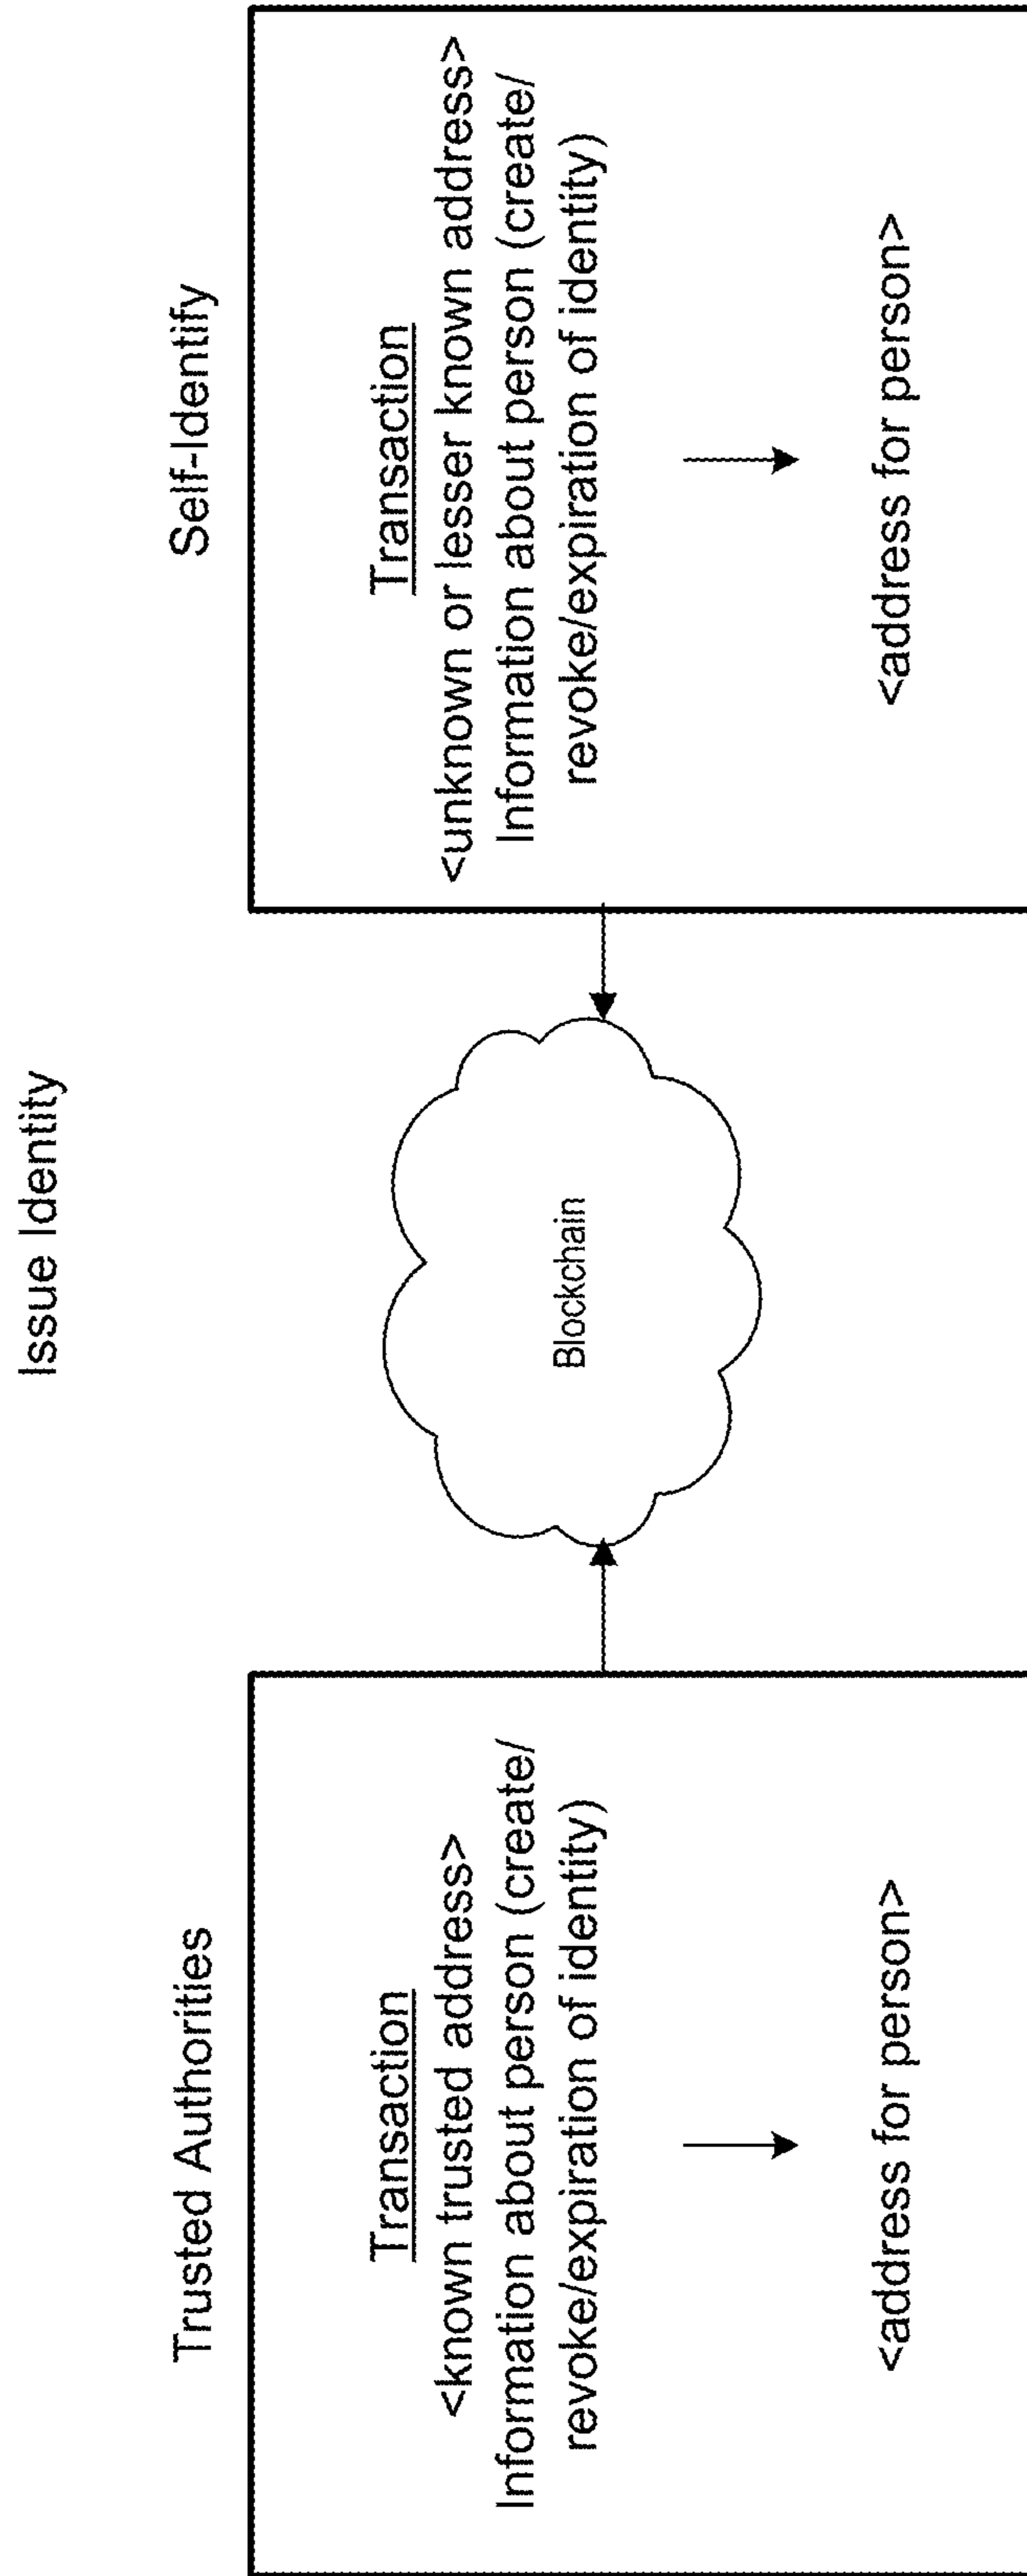 Issue Identity
Trusted Authorities
Transaction
<known trusted address>
Information about person (create/
revoke/expiration of identity)
<address for person>
Blockchain
Self-Identify
Transaction
<unknown or lesser known address>
Information about person (create/
revoke/expiration of identity)
<address for person>